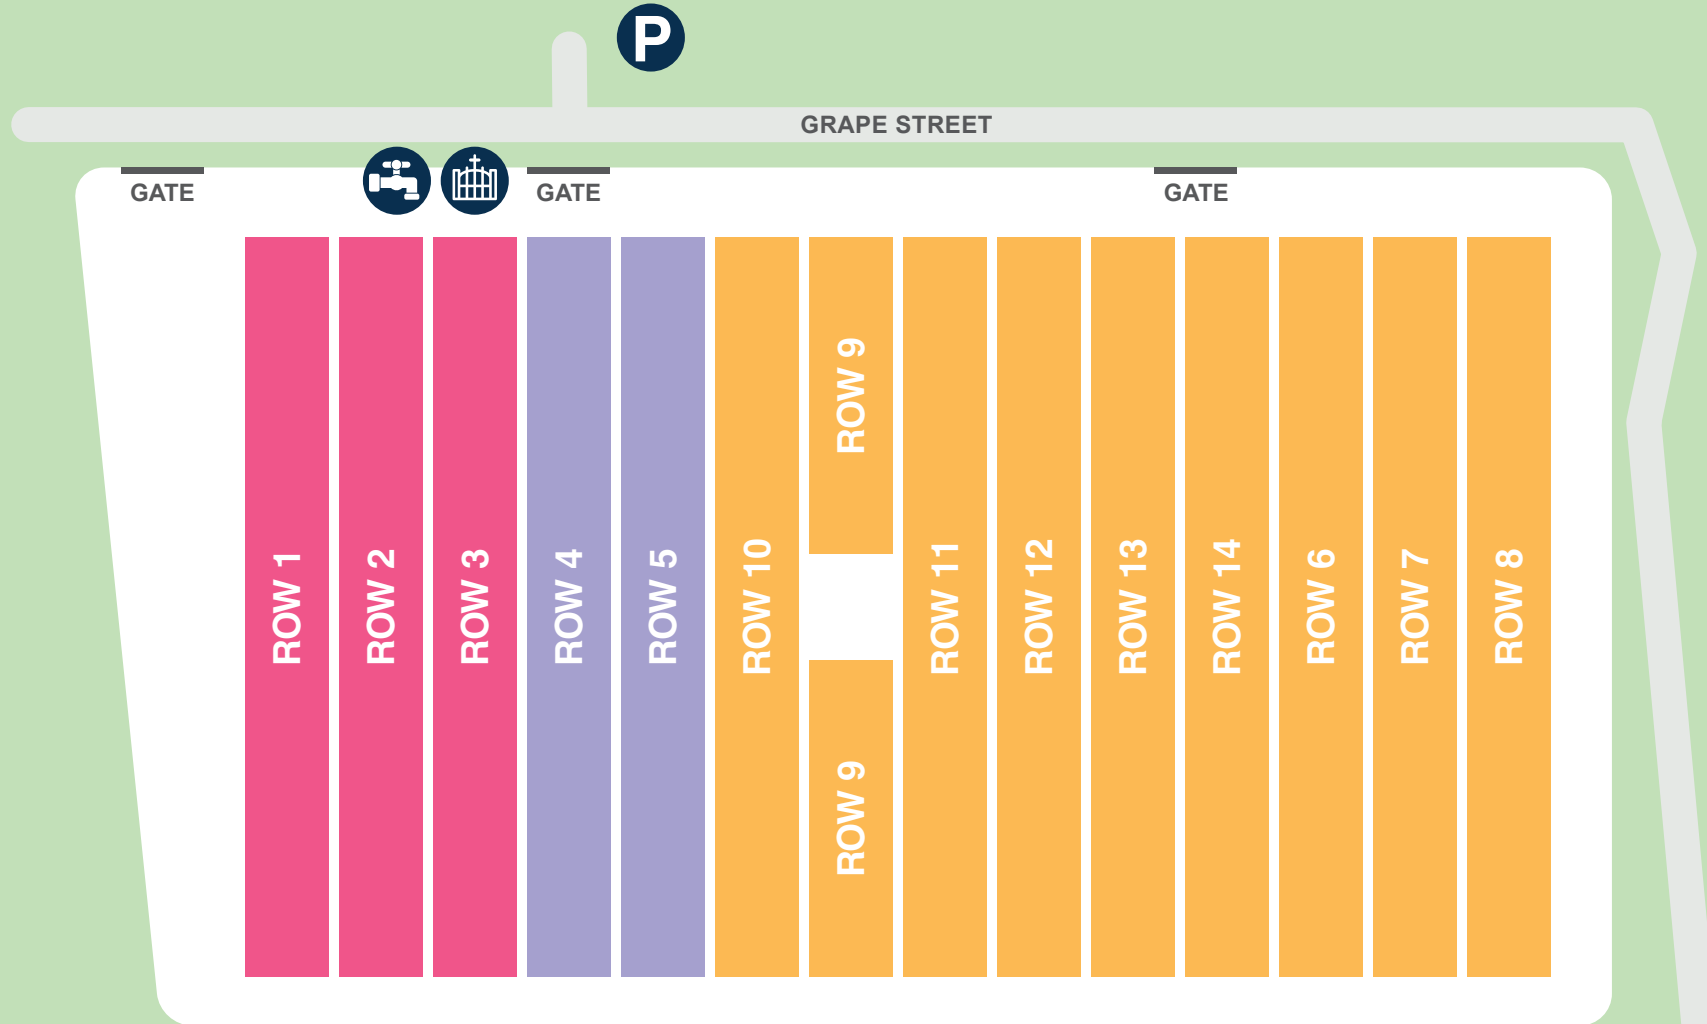 P
GRAPE STREET
GATE
GATE
GATE
ROW 1
ROW 2
ROW 3
ROW 4
ROW 5
ROW 10
ROW 9
ROW 9
ROW 11
ROW 12
ROW 13
ROW 14
ROW 6
ROW 7
ROW 8